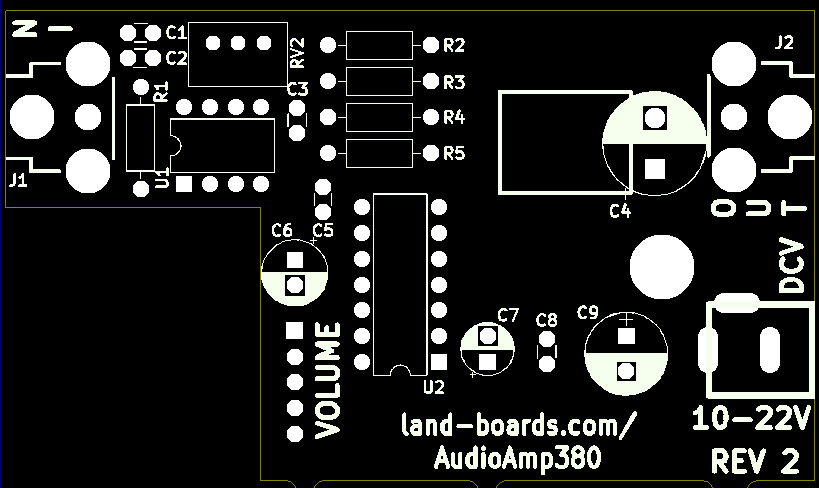 IN
C1
C2
RV2
R2
R3
R4
R5
J2
R1
C3
J1
U1
C4
OUT
C6
C5
DCV
C7
C8
C9
VOLUME
U2
10-22V
land-boards.com/
AudioAmp380
REV 2